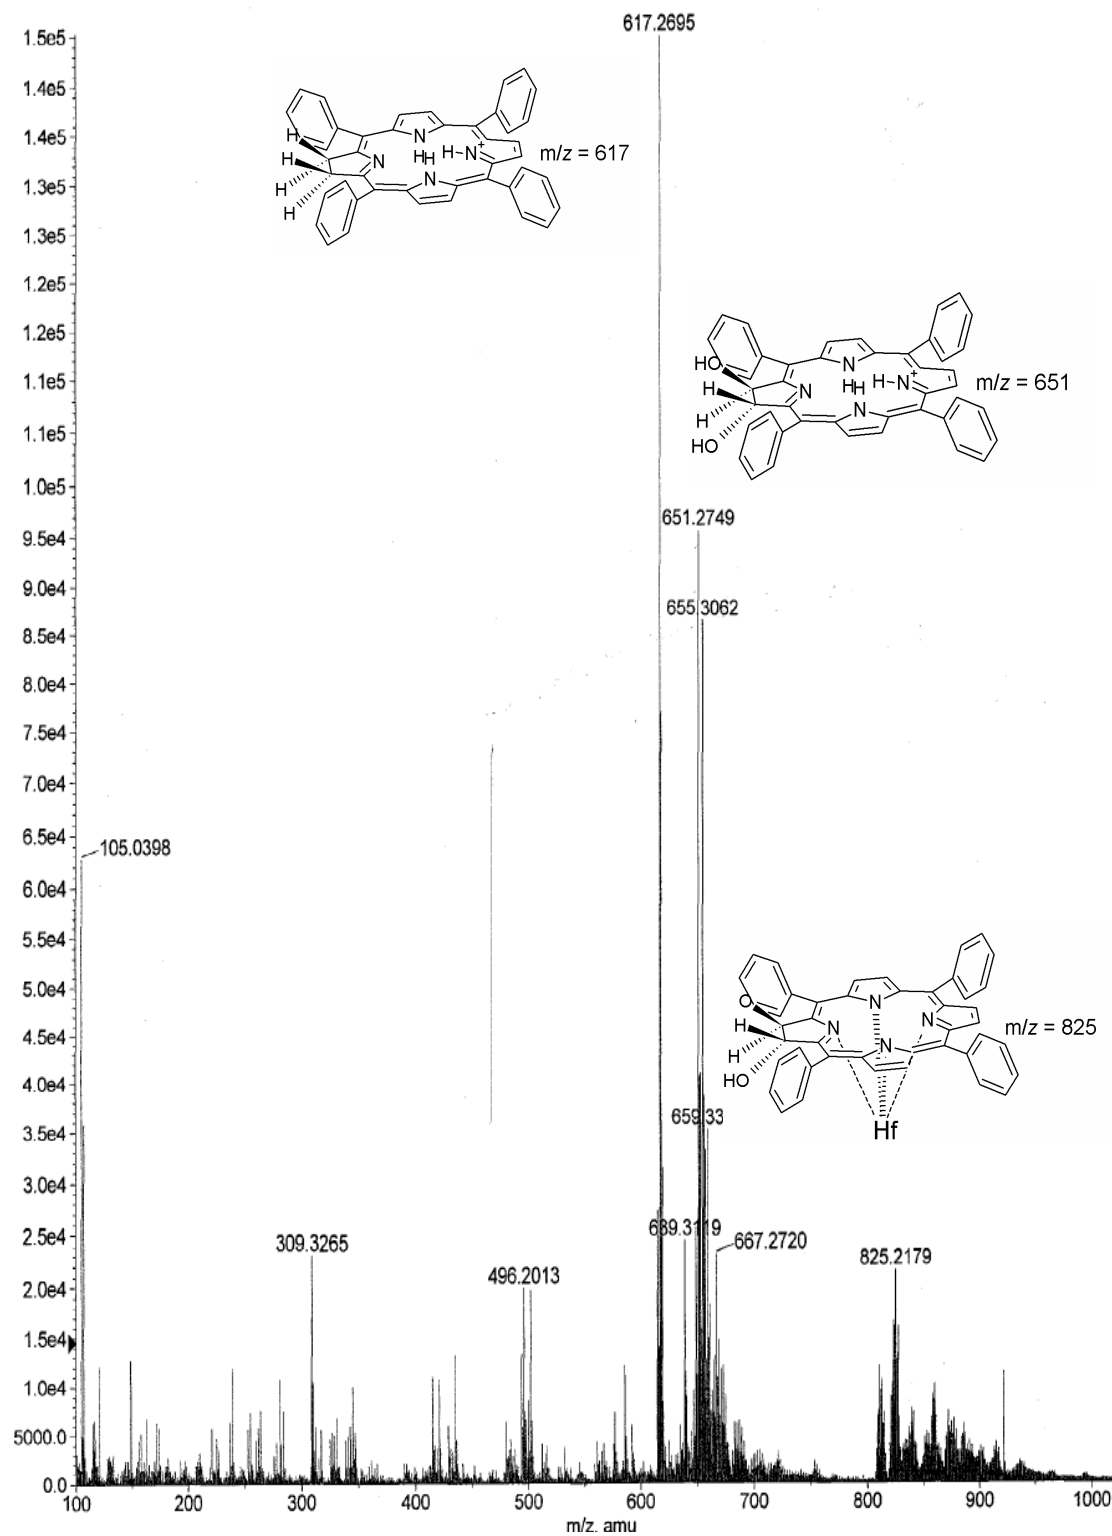 617.2695
1.5e5
1.4e5
1.4e5
1.3e5
1.3e5
1.2e5
1.2e5
1.1e5
1.1e5
1.0e5
9.5e4
9.0e4
8.5e4
8.0e4
7.5e4
7.0e4
6.5e4
6.0e4
5.5e4
5.0e4
4.5e4
4.0e4
3.5e4
3.0e4
2.5e4
2.0e4
1.5e4
1.0e4
5000.0
0.0
H
H
H
H
N
HH
H-N+
N
N
m/z = 617
HO
H
H
HO
N
HH
H-N+
N
N
m/z = 651
651.2749
655.3062
105.0398
O
H
H
HO
N
N
N
N
Hf
m/z = 825
659.33
309.3265
496.2013
667.2720
825.2179
100
200
300
400
500
600
700
800
900
1000
m/z, amu